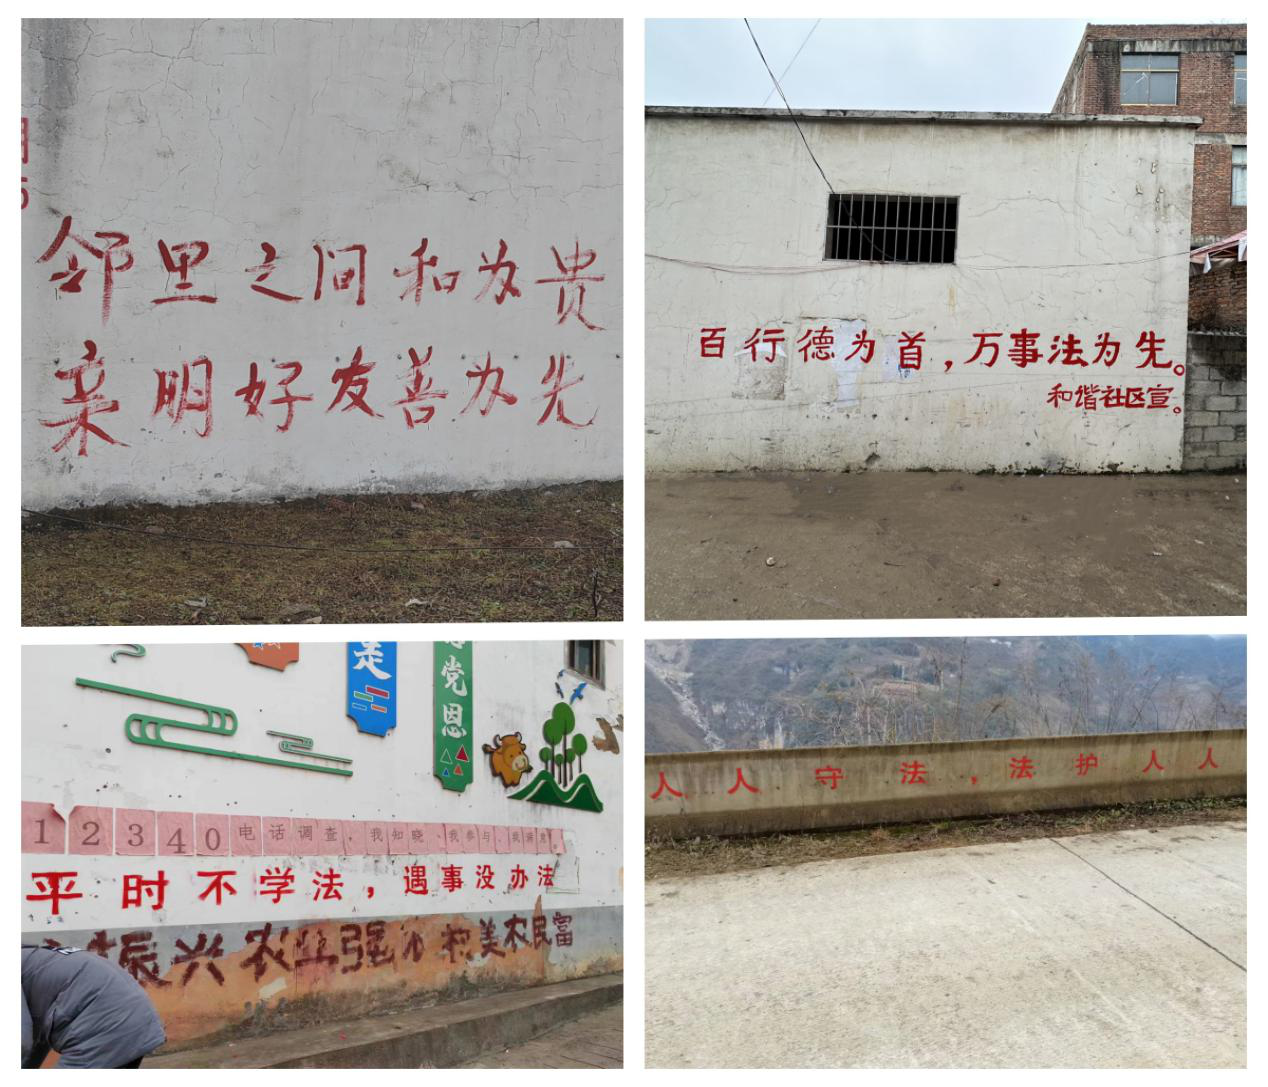 邻里之间和为贵
亲明好友善为先
百行德为首，万事法为先。
和谐社区宣。
党恩
12340电话调查，我知晓、我参与、我满意。
平时不学法，遇事没办法
振兴农业强农村美农民富
人人守法，法护人人